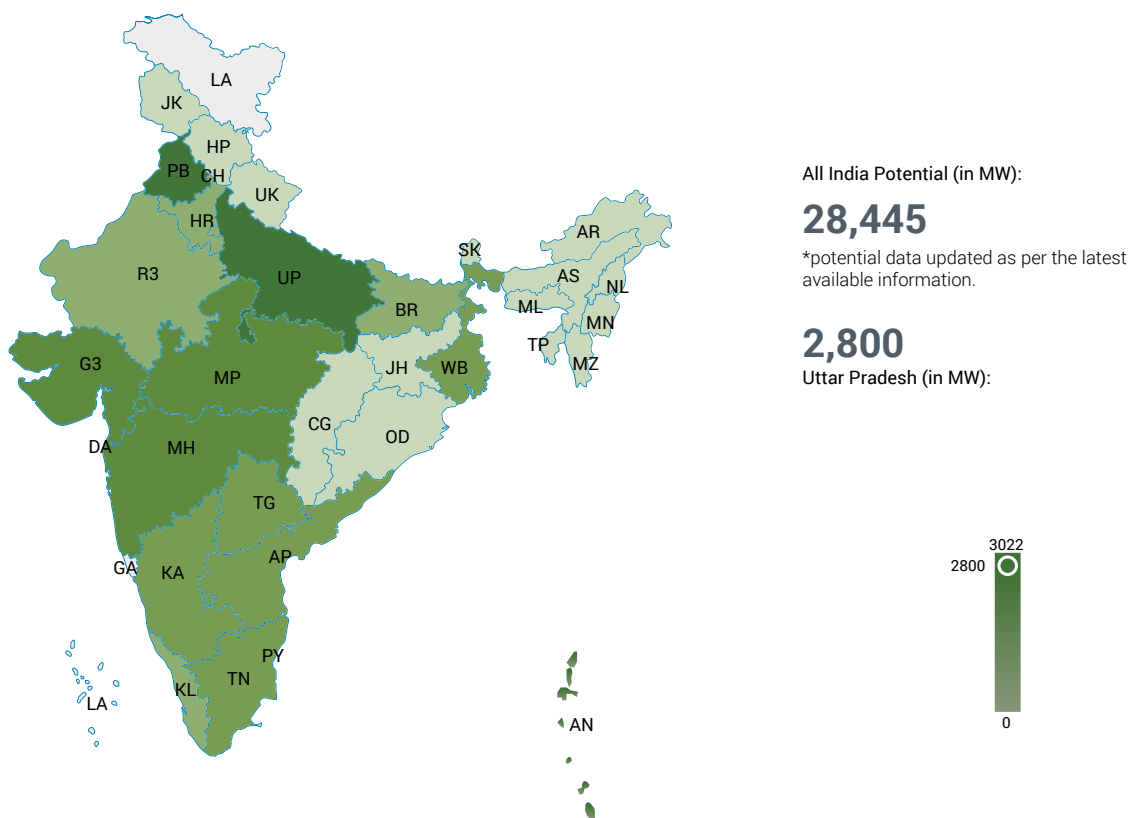 LA
JK
HP
PB
CH
UK
HR
SK
AR
R3
UP
AS
NL
BR
ML
MN
TP
G3
MP
JH
WB
MZ
CG
OD
DA
MH
TG
AP
GA
KA
PY
TN
KL
LA
AN
All India Potential (in MW):
28,445
*potential data updated as per the latest
available information.
2,800
Uttar Pradesh (in MW):
3022
2800
0